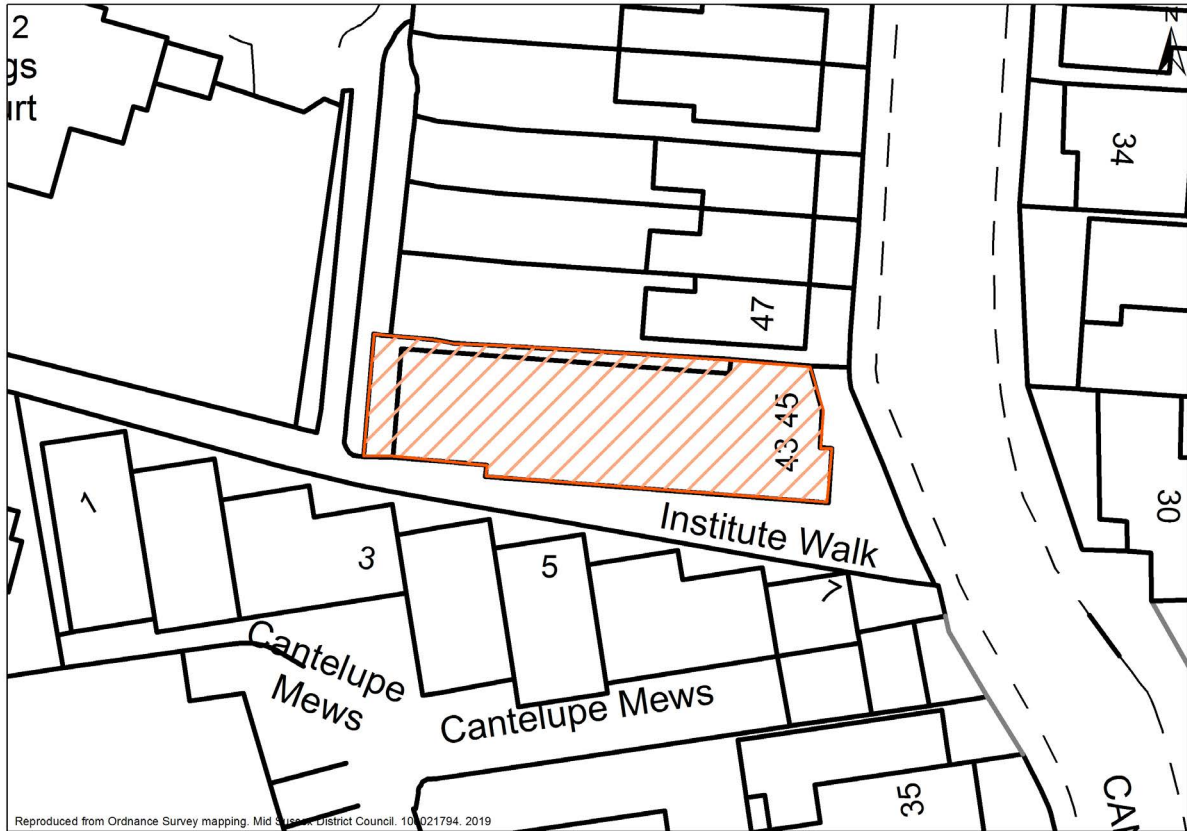 2
gs
urt
N
34
47
43 45
Institute Walk
30
1
3
5
7
Cantelupe
Mews
Cantelupe Mews
35
CAN
Reproduced from Ordnance Survey mapping. Mid Sussex District Council. 100021794. 2019